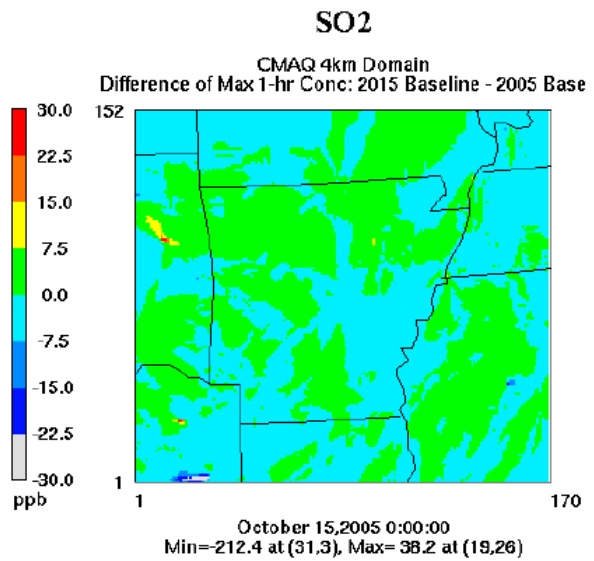 SO2
CMAQ 4km Domain
Difference of Max 1-hr Conc: 2015 Baseline - 2005 Base
30.0
22.5
15.0
7.5
0.0
-7.5
-15.0
-22.5
-30.0
ppb
152
1
1
170
October 15,2005 0:00:00
Min=-212.4 at (31,3), Max= 38.2 at (19,26)